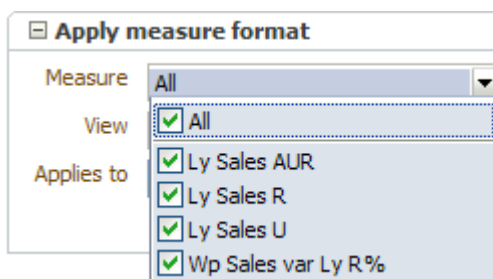 Apply measure format
Measure All
All
View
Ly Sales AUR
Applies to
Ly Sales R
Ly Sales U
Wp Sales var Ly R%